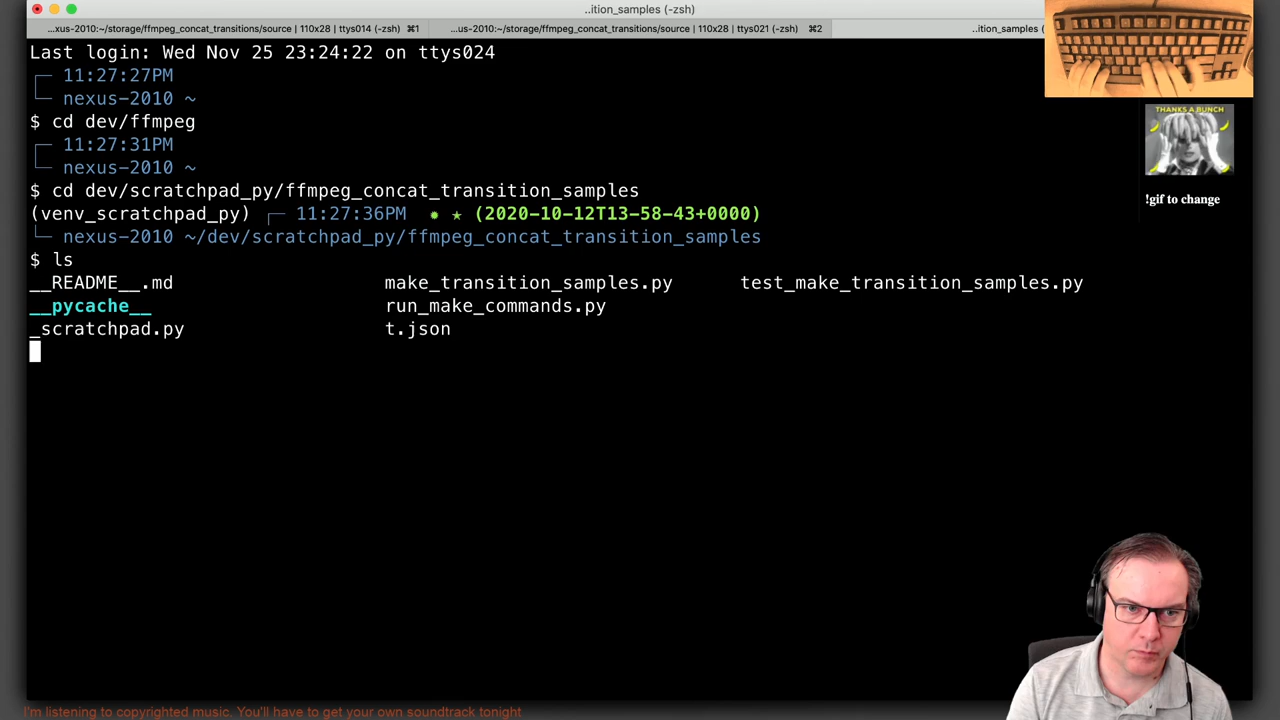 ..ition_samples (-zsh)
...xus-2010:~/storage/ffmpeg_concat_transitions/source | 110x28 | ttys014 (-zsh) ⌘1
...us-2010:~/storage/ffmpeg_concat_transitions/source | 110x28 | ttys021 (-zsh) ⌘2
..ition_samples (
Last login: Wed Nov 25 23:24:22 on ttys024
11:27:27PM
nexus-2010 ~
$ cd dev/ffmpeg
11:27:31PM
nexus-2010 ~
$ cd dev/scratchpad_py/ffmpeg_concat_transition_samples
(venv_scratchpad_py) 11:27:36PM ✹ ★ (2020-10-12T13-58-43+0000)
nexus-2010 ~/dev/scratchpad_py/ffmpeg_concat_transition_samples
$ ls
__README__.md make_transition_samples.py test_make_transition_samples.py
__pycache__ run_make_commands.py
_scratchpad.py t.json
THANKS A BUNCH
!gif to change
I'm listening to copyrighted music. You'll have to get your own soundtrack tonight